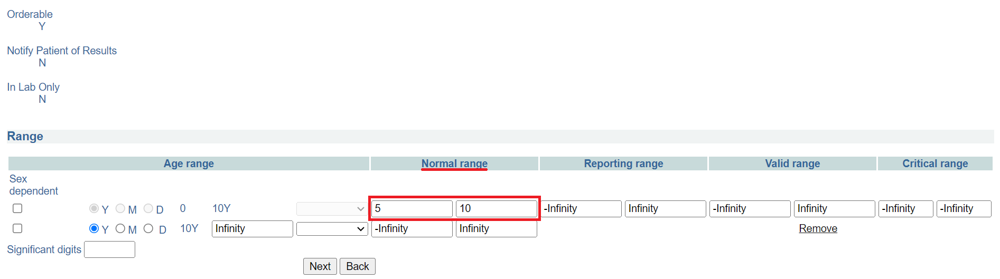 Orderable
Y
Notify Patient of Results
N
In Lab Only
N
Range
Age range Normal range Reporting range Valid range Critical range
Sex
dependent
Y M D 0 10Y 5 10 -Infinity Infinity -Infinity Infinity -Infinity -Infinity
Y M D 10Y Infinity -Infinity Infinity Remove
Significant digits
Next Back